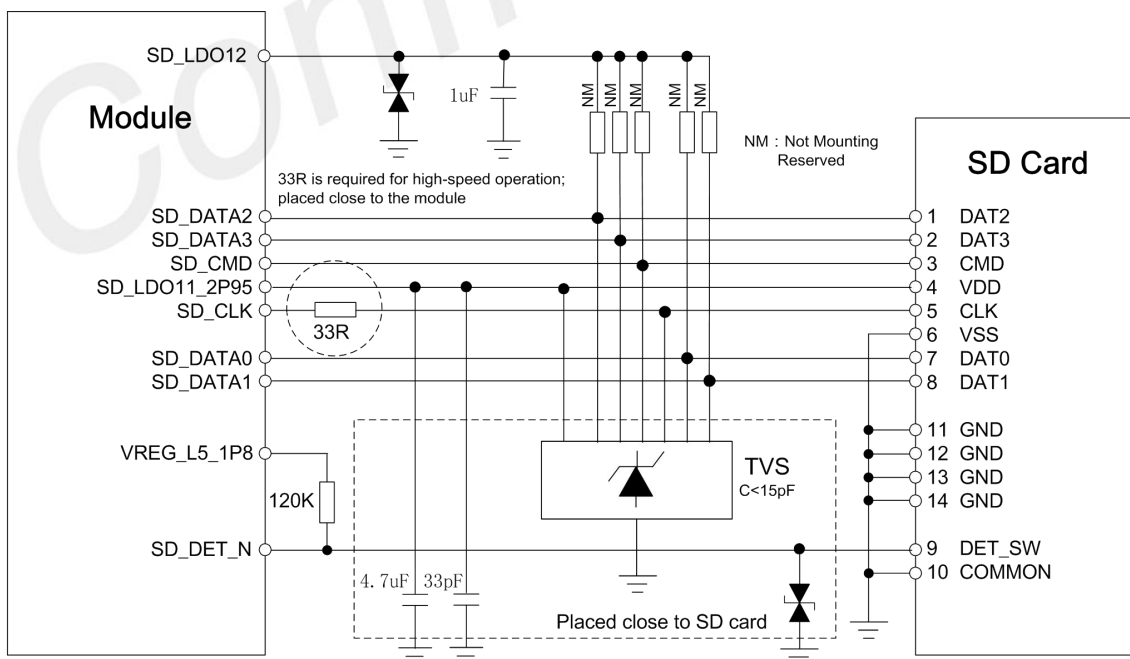 Conf
SD_LDO12
Module
1uF
NM
NM
NM
NM
NM
NM : Not Mounting
Reserved
SD Card
33R is required for high-speed operation;
placed close to the module
SD_DATA2
1 DAT2
SD_DATA3
2 DAT3
SD_CMD
3 CMD
SD_LDO11_2P95
4 VDD
SD_CLK
5 CLK
33R
6 VSS
SD_DATA0
7 DAT0
SD_DATA1
8 DAT1
11 GND
VREG_L5_1P8
12 GND
TVS
13 GND
C<15pF
120K
14 GND
SD_DET_N
9 DET_SW
4.7uF
33pF
10 COMMON
Placed close to SD card